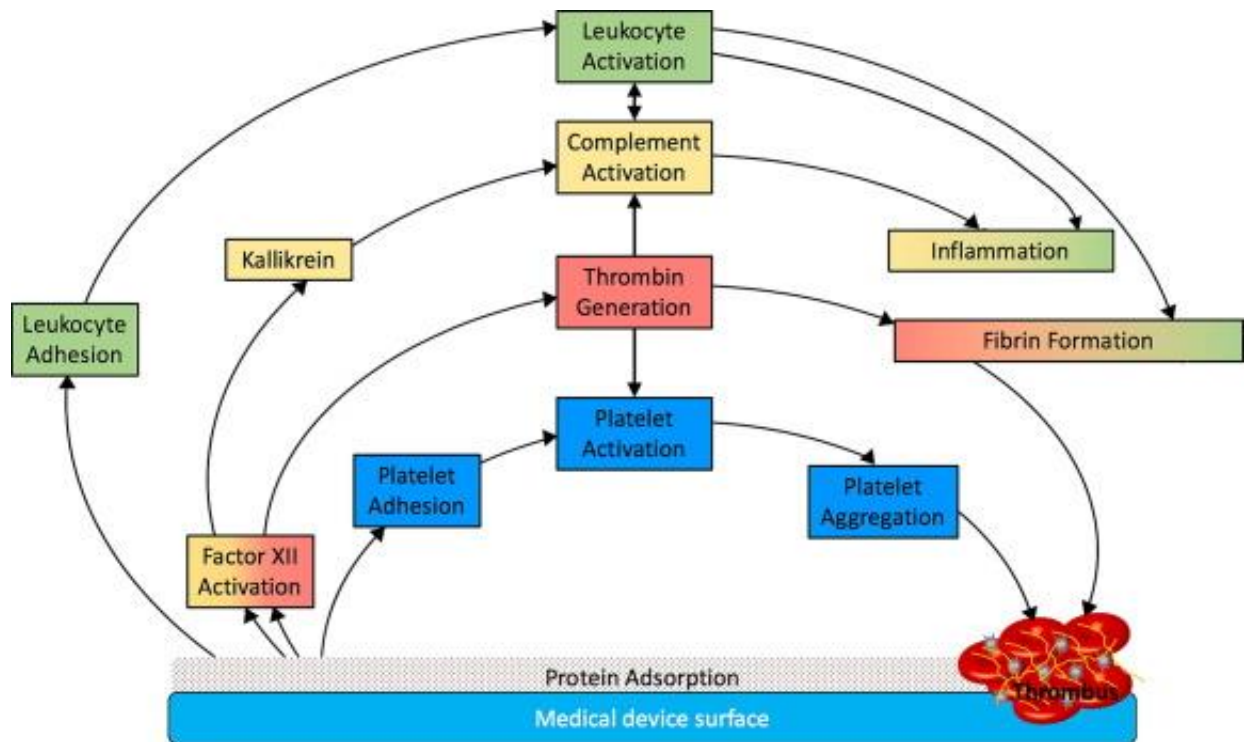 Leukocyte
Activation
Complement
Activation
Kallikrein
Inflammation
Thrombin
Generation
Leukocyte
Adhesion
Fibrin Formation
Platelet
Activation
Platelet
Adhesion
Platelet
Aggregation
Factor XII
Activation
Protein Adsorption
Thrombus
Medical device surface